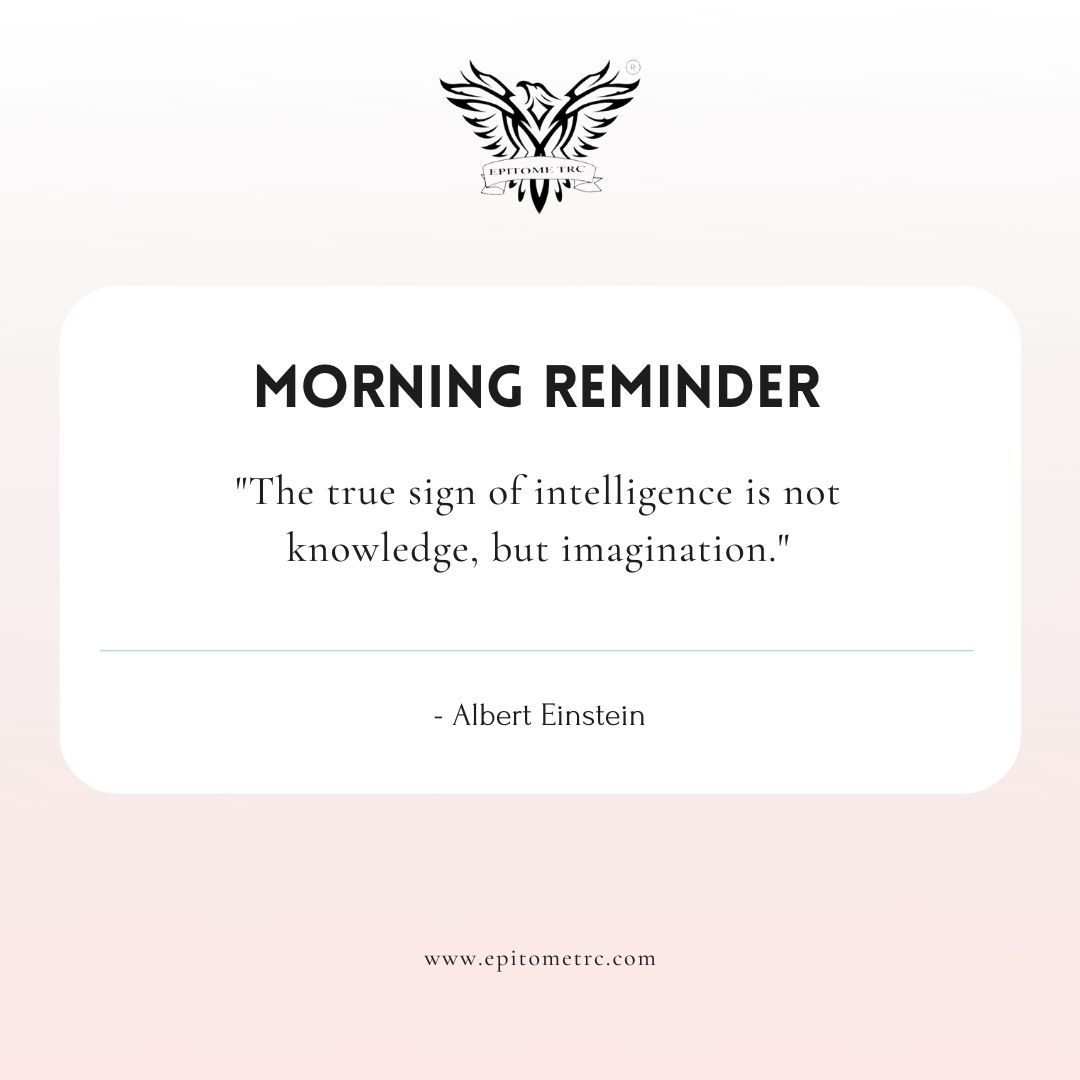 ®
EPITOME TRC
MORNING REMINDER
"The true sign of intelligence is not
knowledge, but imagination."
- Albert Einstein
www.epitometrc.com